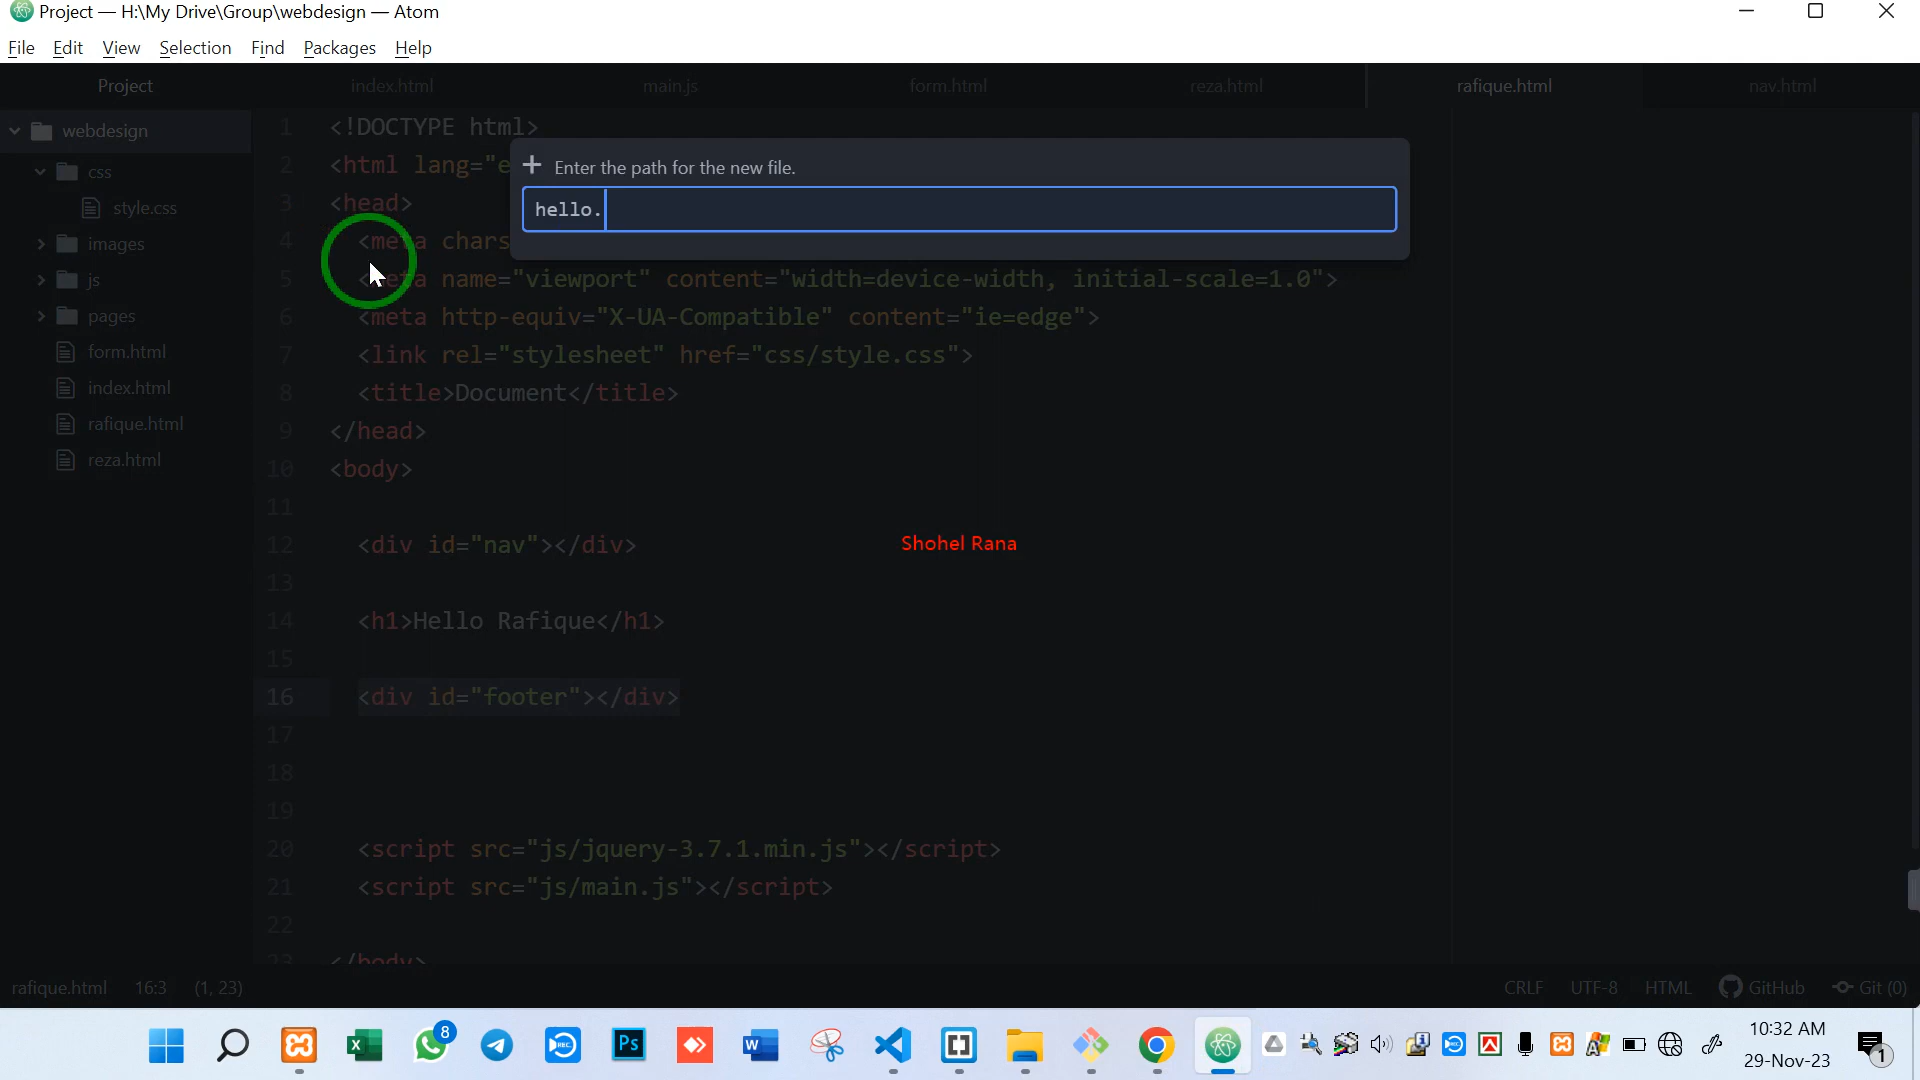 Project — H:\My Drive\Group\webdesign — Atom
File Edit View Selection Find Packages Help
Project
index.html
main.js
form.html
reza.html
rafique.html
nav.html
webdesign
css
style.css
images
js
pages
form.html
index.html
rafique.html
reza.html
Enter the path for the new file.
hello.
1 <!DOCTYPE html>
2 <html lang="e
3 <head>
4 <meta chars
5 <meta name="viewport" content="width=device-width, initial-scale=1.0">
6 <meta http-equiv="X-UA-Compatible" content="ie=edge">
7 <link rel="stylesheet" href="css/style.css">
8 <title>Document</title>
9 </head>
10 <body>
11
12 <div id="nav"></div>
13
14 <h1>Hello Rafique</h1>
15
16 <div id="footer"></div>
17
18
19
20 <script src="js/jquery-3.7.1.min.js"></script>
21 <script src="js/main.js"></script>
22
23 </body>
Shohel Rana
rafique.html 16:3 (1, 23)
CRLF UTF-8 HTML GitHub Git (0)
8
Ps
REC
W
10:32 AM
29-Nov-23
1